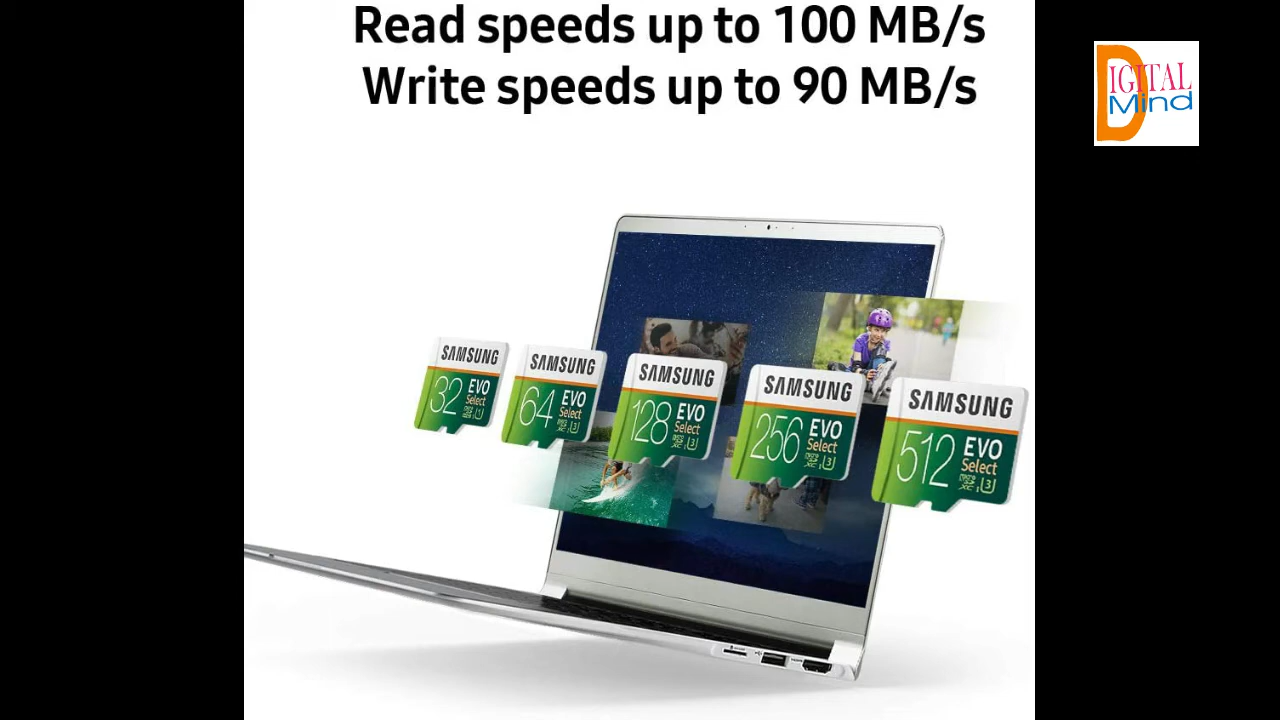 Read speeds up to 100 MB/s
Write speeds up to 90 MB/s
DIGITAL
Mind
SAMSUNG
32 EVO
Select
SAMSUNG
64 EVO
Select
SAMSUNG
128 EVO
Select
SAMSUNG
256 EVO
Select
SAMSUNG
512 EVO
Select